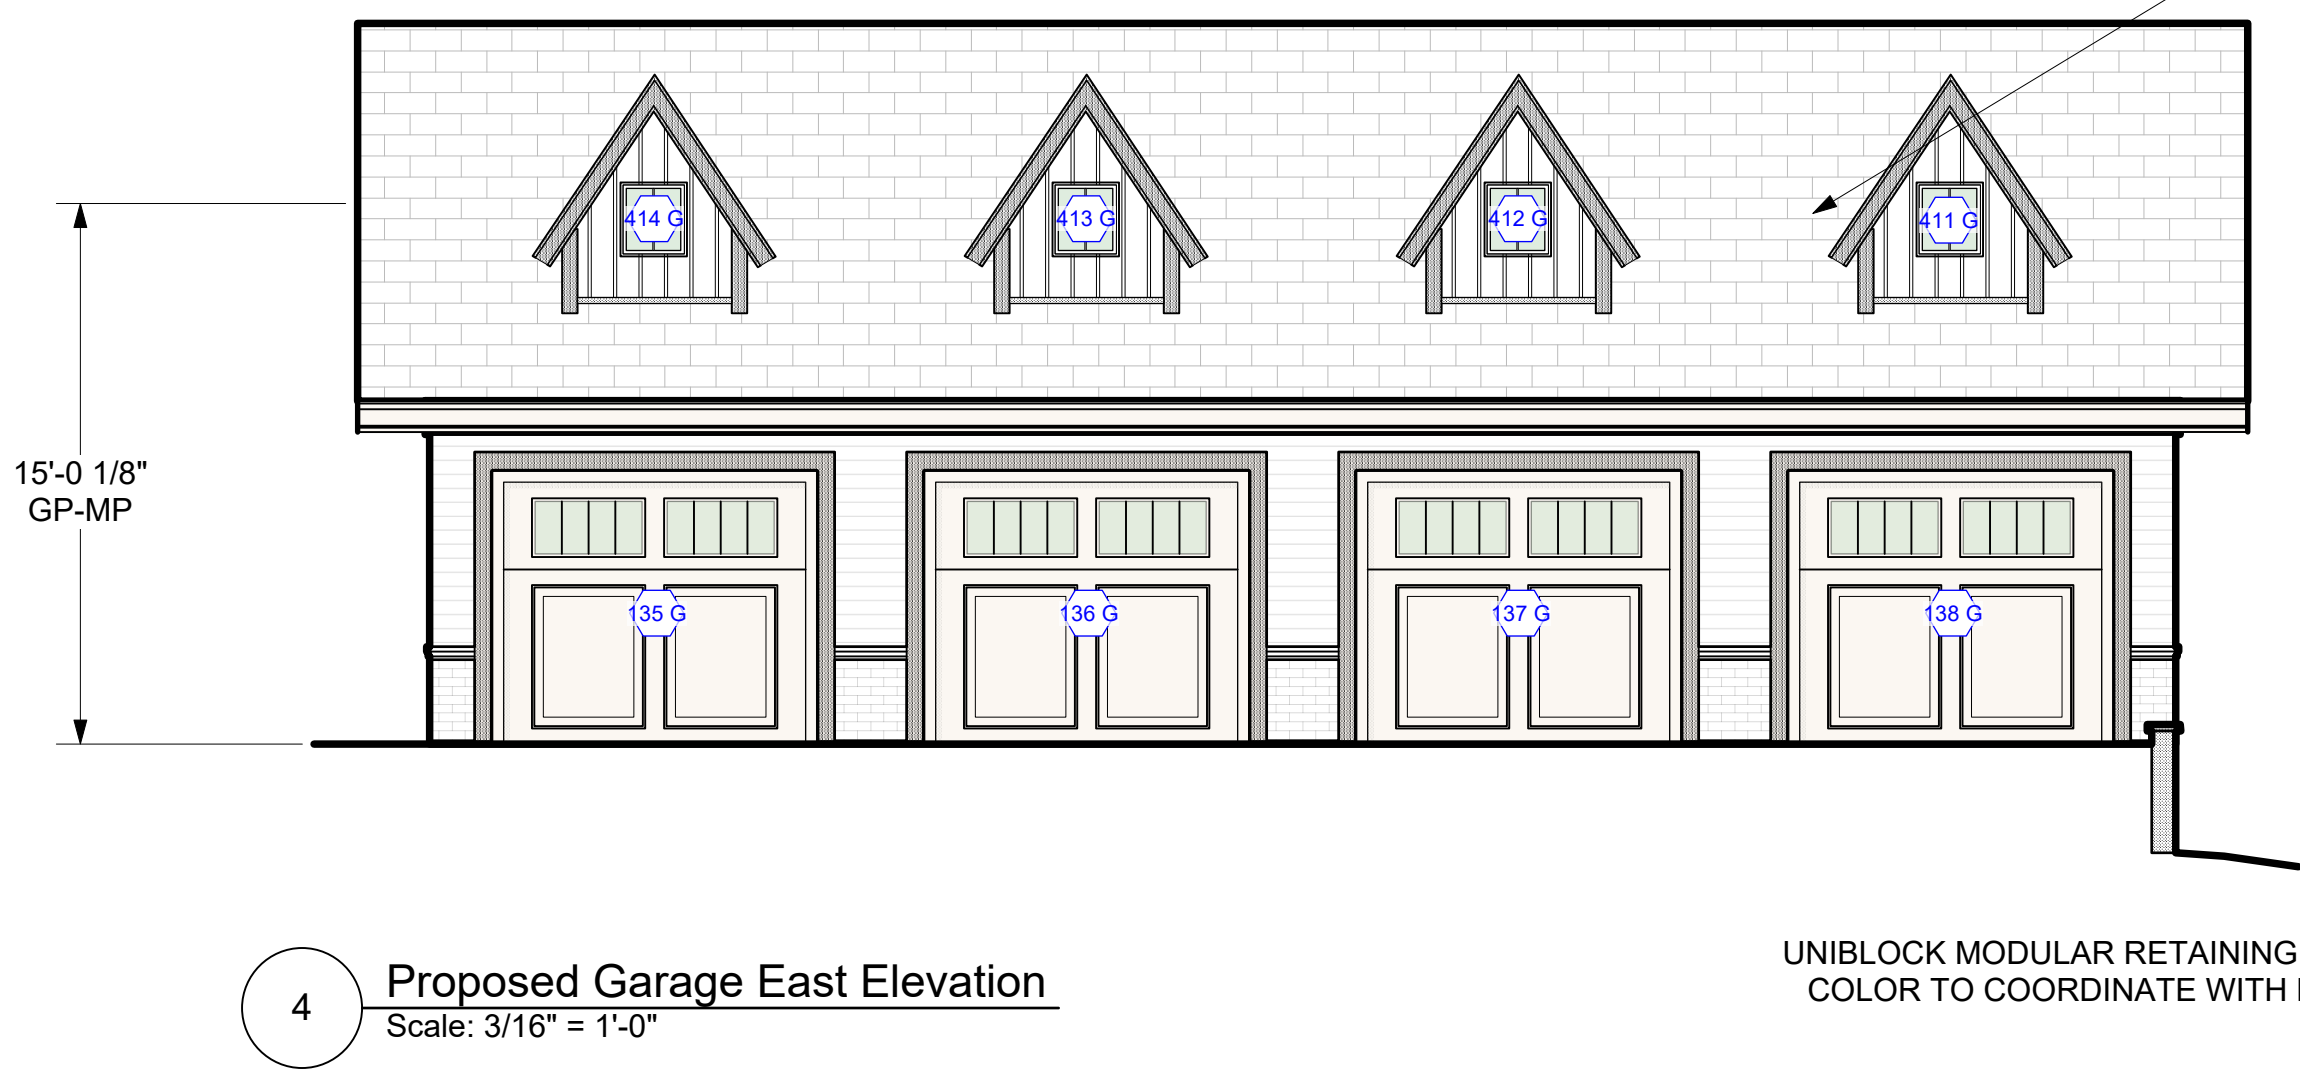 414 G
413 G
412 G
411 G
15'-0 1/8"
GP-MP
135 G
136 G
137 G
138 G
UNIBLOCK MODULAR RETAINING
COLOR TO COORDINATE WITH
4
Proposed Garage East Elevation
Scale: 3/16" = 1'-0"